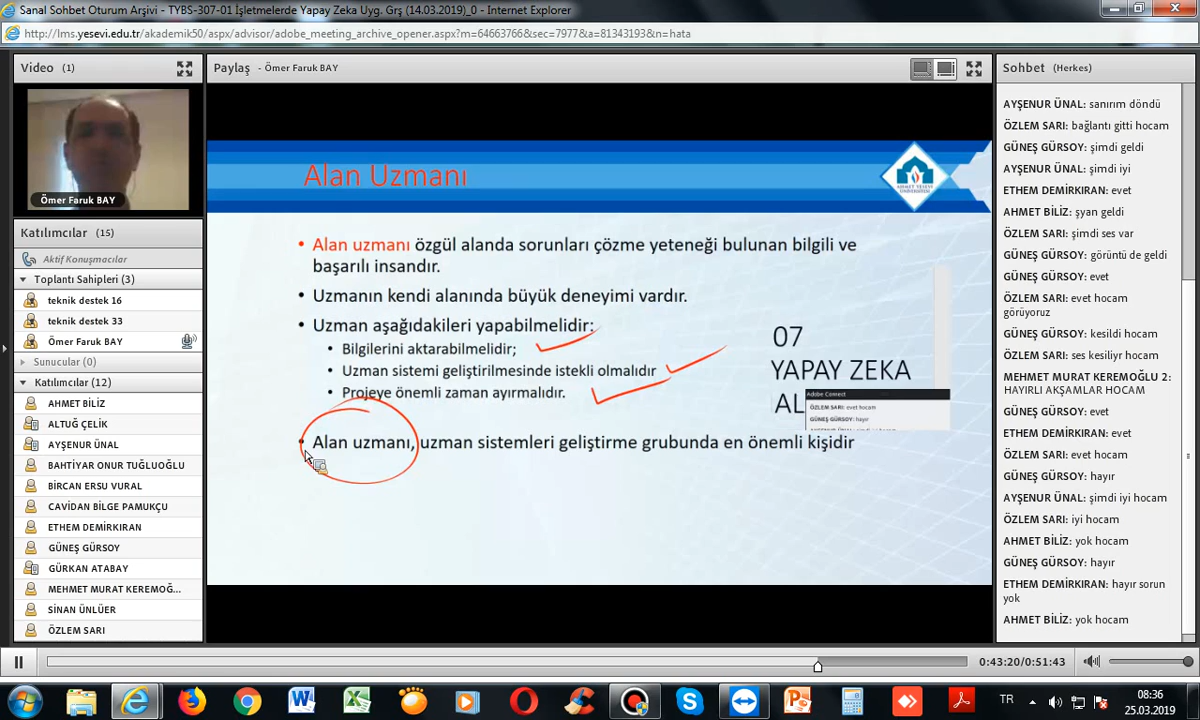 Sanal Sohbet Oturum Arşivi - TYBS-307-01 İşletmelerde Yapay Zeka Uyg. Grş (14.03.2019)_0 - Internet Explorer
http://lms.yesevi.edu.tr/akademik50/aspx/advisor/adobe_meeting_archive_opener.aspx?m=64663766&sec=7977&a=81343193&n=hata
Video (1)
Ömer Faruk BAY
Katılımcılar (15)
Aktif Konuşmacılar
Toplantı Sahipleri (3)
teknik destek 16
teknik destek 33
Ömer Faruk BAY
Sunucular (0)
Katılımcılar (12)
AHMET BİLİZ
ALTUĞ ÇELİK
AYŞENUR ÜNAL
BAHTİYAR ONUR TUĞLUOĞLU
BİRCAN ERSU VURAL
CAVİDAN BİLGE PAMUKÇU
ETHEM DEMİRKIRAN
GÜNEŞ GÜRSOY
GÜRKAN ATABAY
MEHMET MURAT KEREMOĞ...
SİNAN ÜNLÜER
ÖZLEM SARI
Paylaş - Ömer Faruk BAY
Alan Uzmanı
AHMET YESEVİ
ÜNİVERSİTESİ
• Alan uzmanı özgül alanda sorunları çözme yeteneği bulunan bilgili ve
başarılı insandır.
• Uzmanın kendi alanında büyük deneyimi vardır.
• Uzman aşağıdakileri yapabilmelidir:
• Bilgilerini aktarabilmelidir;
• Uzman sistemi geliştirilmesinde istekli olmalıdır
• Projeye önemli zaman ayırmalıdır.
• Alan uzmanı, uzman sistemleri geliştirme grubunda en önemli kişidir
07
YAPAY ZEKA
AL
Adobe Connect
ÖZLEM SARI: evet hocam
GÜNEŞ GÜRSOY: hayır
Sohbet (Herkes)
AYŞENUR ÜNAL: sanırım döndü
ÖZLEM SARI: bağlantı gitti hocam
GÜNEŞ GÜRSOY: şimdi geldi
AYŞENUR ÜNAL: şimdi iyi
ETHEM DEMİRKIRAN: evet
AHMET BİLİZ: şyan geldi
ÖZLEM SARI: şimdi ses var
GÜNEŞ GÜRSOY: görüntü de geldi
GÜNEŞ GÜRSOY: evet
ÖZLEM SARI: evet hocam
görüyoruz
GÜNEŞ GÜRSOY: kesildi hocam
ÖZLEM SARI: ses kesiliyr hocam
MEHMET MURAT KEREMOĞLU 2:
HAYIRLI AKŞAMLAR HOCAM
GÜNEŞ GÜRSOY: evet
ETHEM DEMİRKIRAN: evet
ÖZLEM SARI: evet hocam
GÜNEŞ GÜRSOY: hayır
AYŞENUR ÜNAL: şimdi iyi hocam
ÖZLEM SARI: iyi hocam
AHMET BİLİZ: yok hocam
GÜNEŞ GÜRSOY: hayır
ETHEM DEMİRKIRAN: hayır sorun
yok
AHMET BİLİZ: yok hocam
0:43:20/0:51:43
TR
08:36
25.03.2019